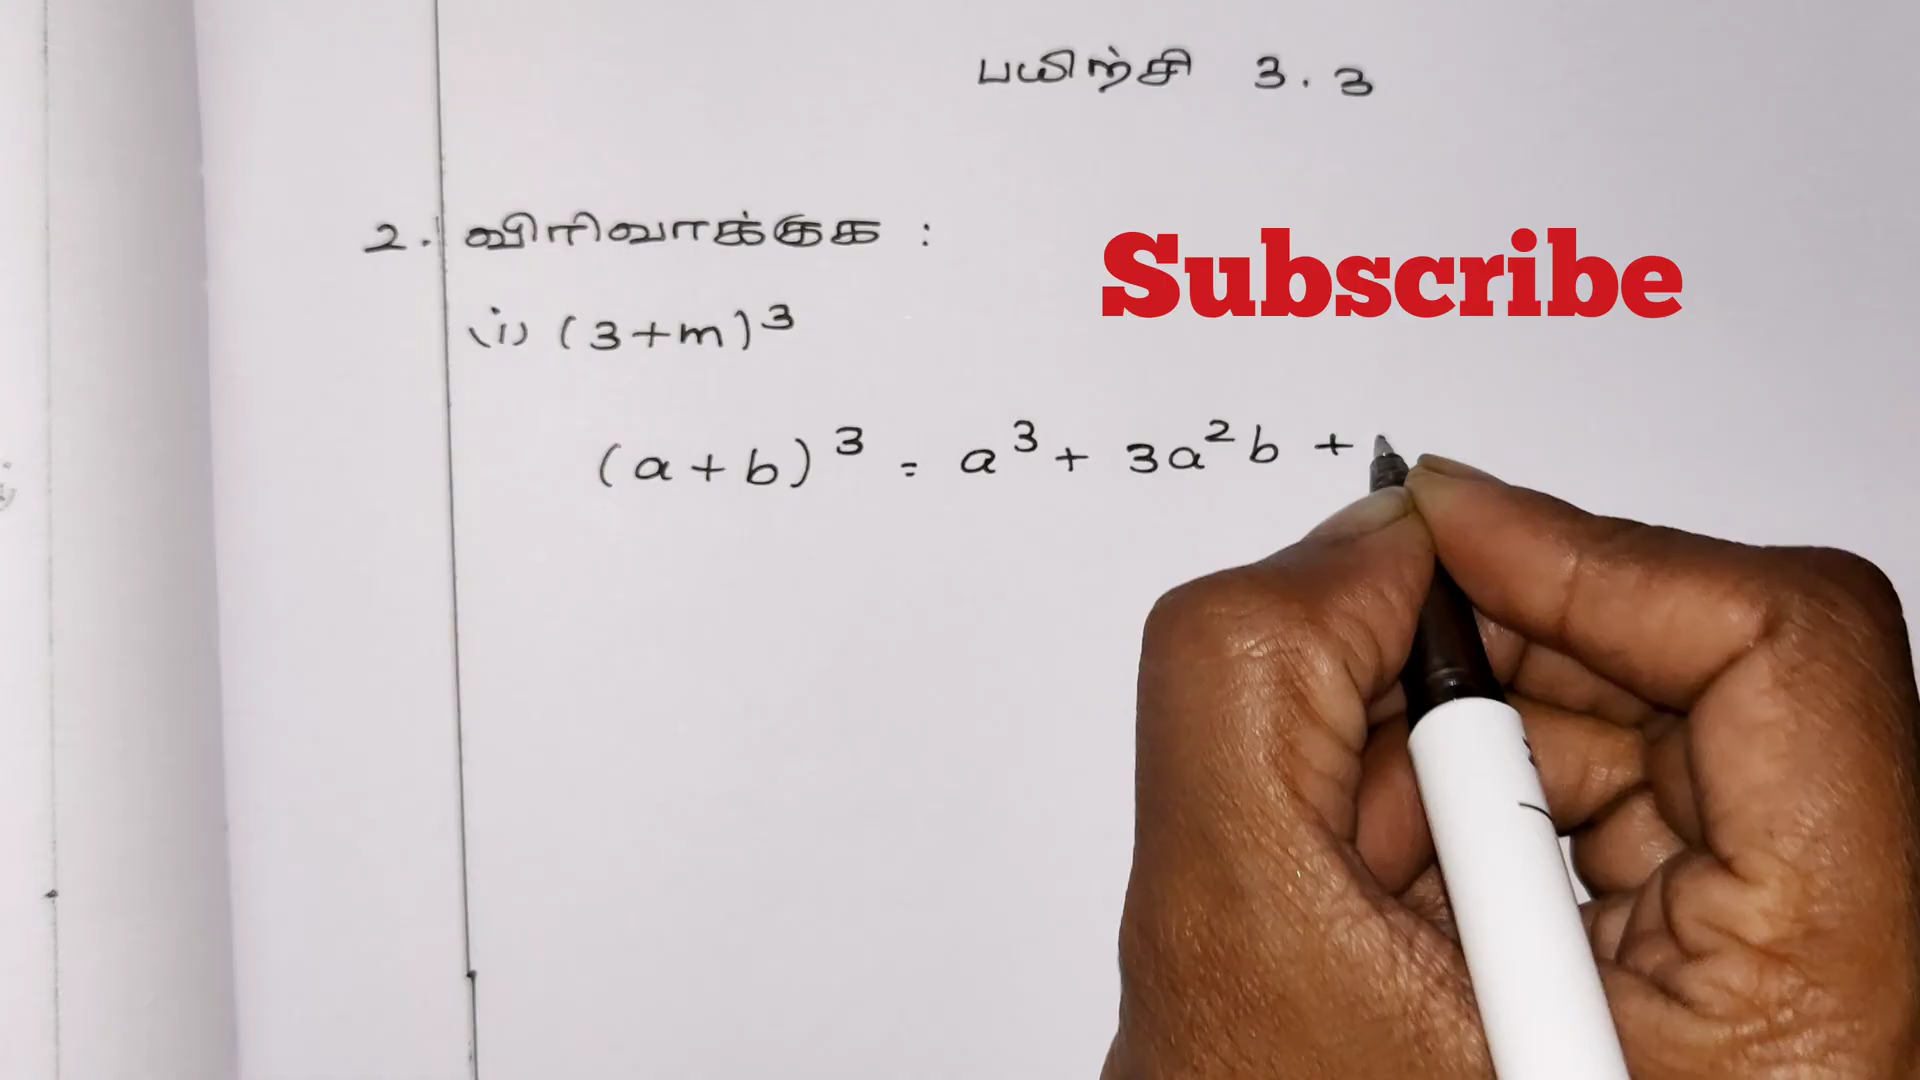 பயிற்சி 3.3
2. விரிவாக்குக :
(i) (3+m)³
Subscribe
(a+b)³ = a³ + 3a²b +